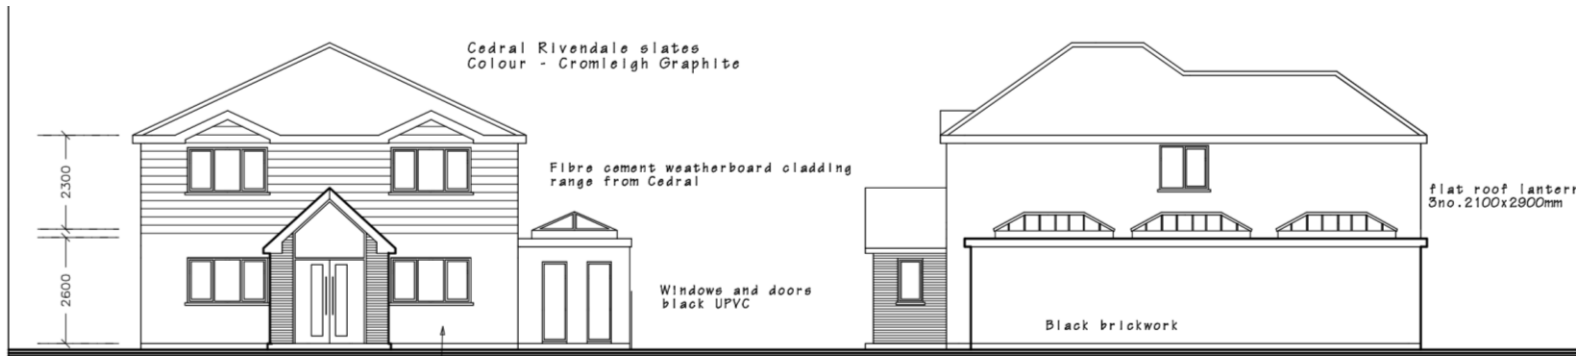 Cedral Rivendale slates
Colour - Cromleigh Graphite
2300
Fibre cement weatherboard cladding
range from Cedral
flat roof lantern
3no.2100x2900mm
2600
Windows and doors
black UPVC
Black brickwork